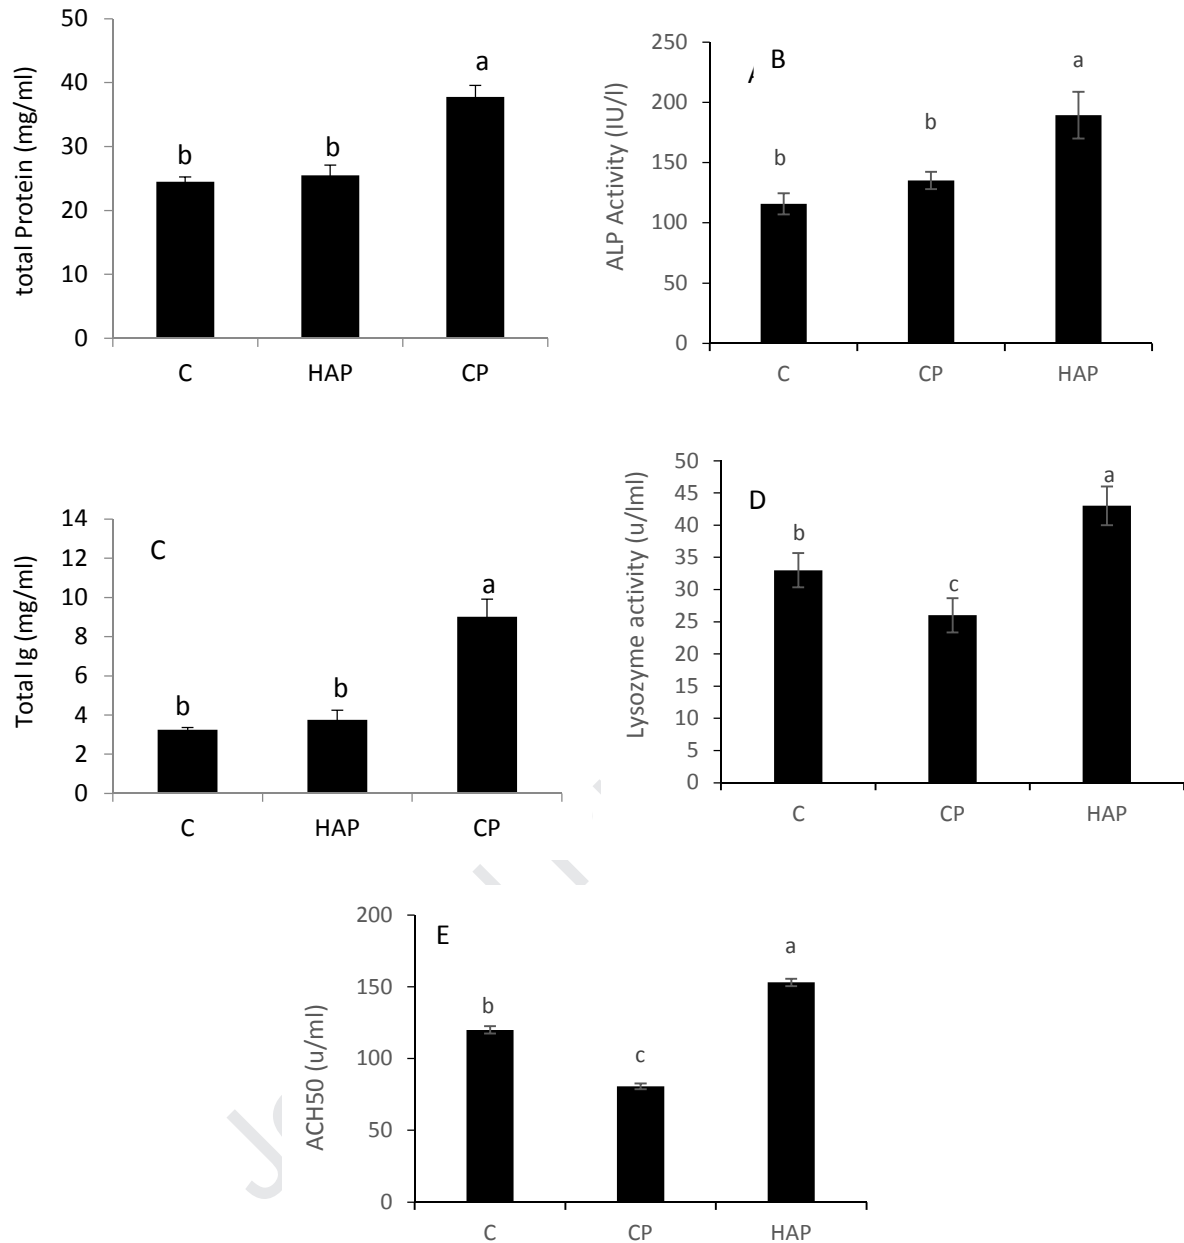 50
40
30
20
10
0
total Protein (mg/ml)
b
b
a
C HAP CP
250
200
150
100
50
0
ALP Activity (IU/l)
B
b
b
a
C CP HAP
14
12
10
8
6
4
2
0
Total Ig (mg/ml)
C
b
b
a
C HAP CP
50
45
40
35
30
25
20
15
10
5
0
Lysozyme activity (u/lml)
D
b
c
a
C CP HAP
200
150
100
50
0
ACH50 (u/ml)
E
b
c
a
C CP HAP